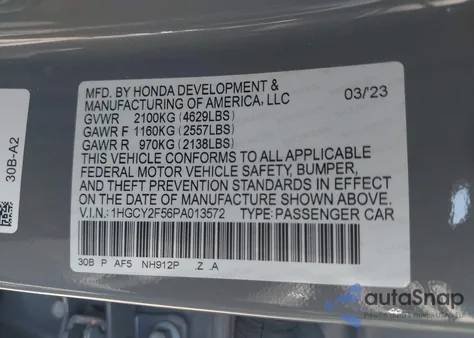 MFD. BY HONDA DEVELOPMENT &
MANUFACTURING OF AMERICA, LLC 03/'23
GVWR 2100KG (4629LBS)
GAWR F 1160KG (2557LBS)
GAWR R 970KG (2138LBS)
THIS VEHICLE CONFORMS TO ALL APPLICABLE
FEDERAL MOTOR VEHICLE SAFETY, BUMPER,
AND THEFT PREVENTION STANDARDS IN EFFECT
ON THE DATE OF MANUFACTURE SHOWN ABOVE.
V.I.N.: 1HGCY2F56PA013572 TYPE: PASSENGER CAR
30B P AF5 NH912P .Z .A
30B-A2
autoSnap